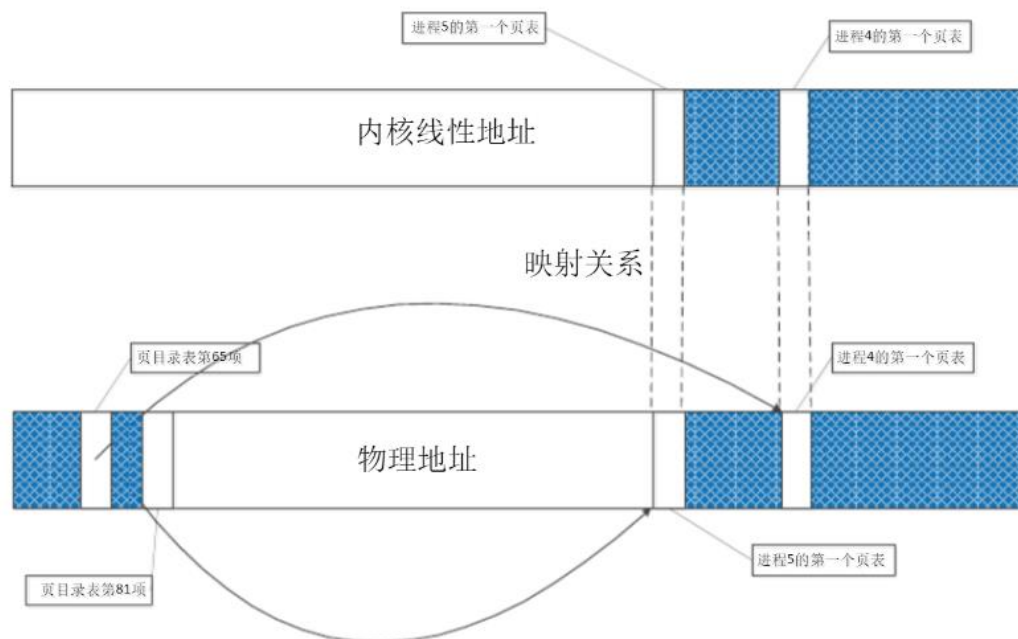 进程5的第一个页表
进程4的第一个页表
内核线性地址
映射关系
页目录表第65项
进程4的第一个页表
物理地址
进程5的第一个页表
页目录表第81项